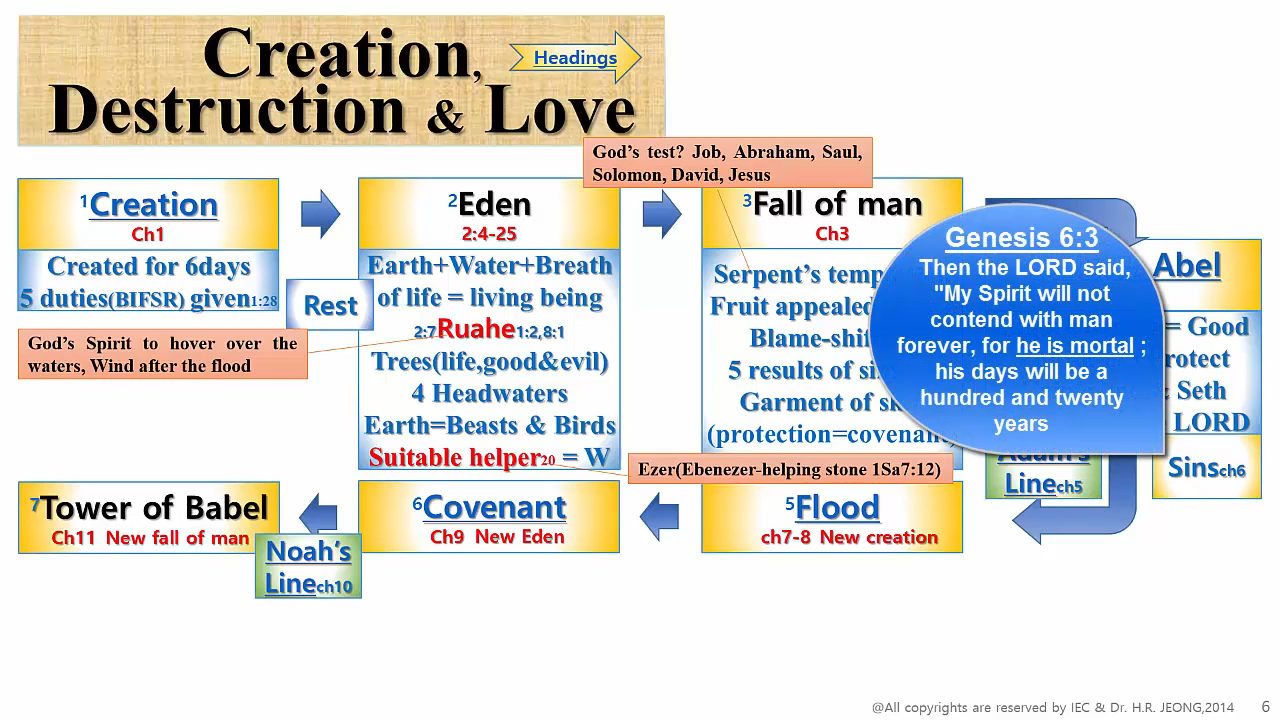 Creation,
Destruction & Love
Headings
God's test? Job, Abraham, Saul,
Solomon, David, Jesus
1Creation
Ch1
Created for 6days
5 duties(BIFSR) given1:28
Rest
God's Spirit to hover over the
waters, Wind after the flood
2Eden
2:4-25
Earth+Water+Breath
of life = living being
2:7Ruahe1:2,8:1
Trees(life,good&evil)
4 Headwaters
Earth=Beasts & Birds
Suitable helper20 = W
Ezer(Ebenezer-helping stone 1Sa7:12)
3Fall of man
Ch3
Serpent's
Fruit appealed
5 results of
Garment of
(protection=covenant
Genesis 6:3
Then the LORD said,
"My Spirit will not
contend with man
forever, for he is mortal ;
his days will be a
hundred and twenty
years
Abel
= Good
Seth
LORD
Sinsch6
Adam's
Linech5
5Flood
ch7-8 New creation
6Covenant
Ch9 New Eden
7Tower of Babel
Ch11 New fall of man
Noah's
Linech10
@All copyrights are reserved by IEC & Dr. H.R. JEONG,2014
6